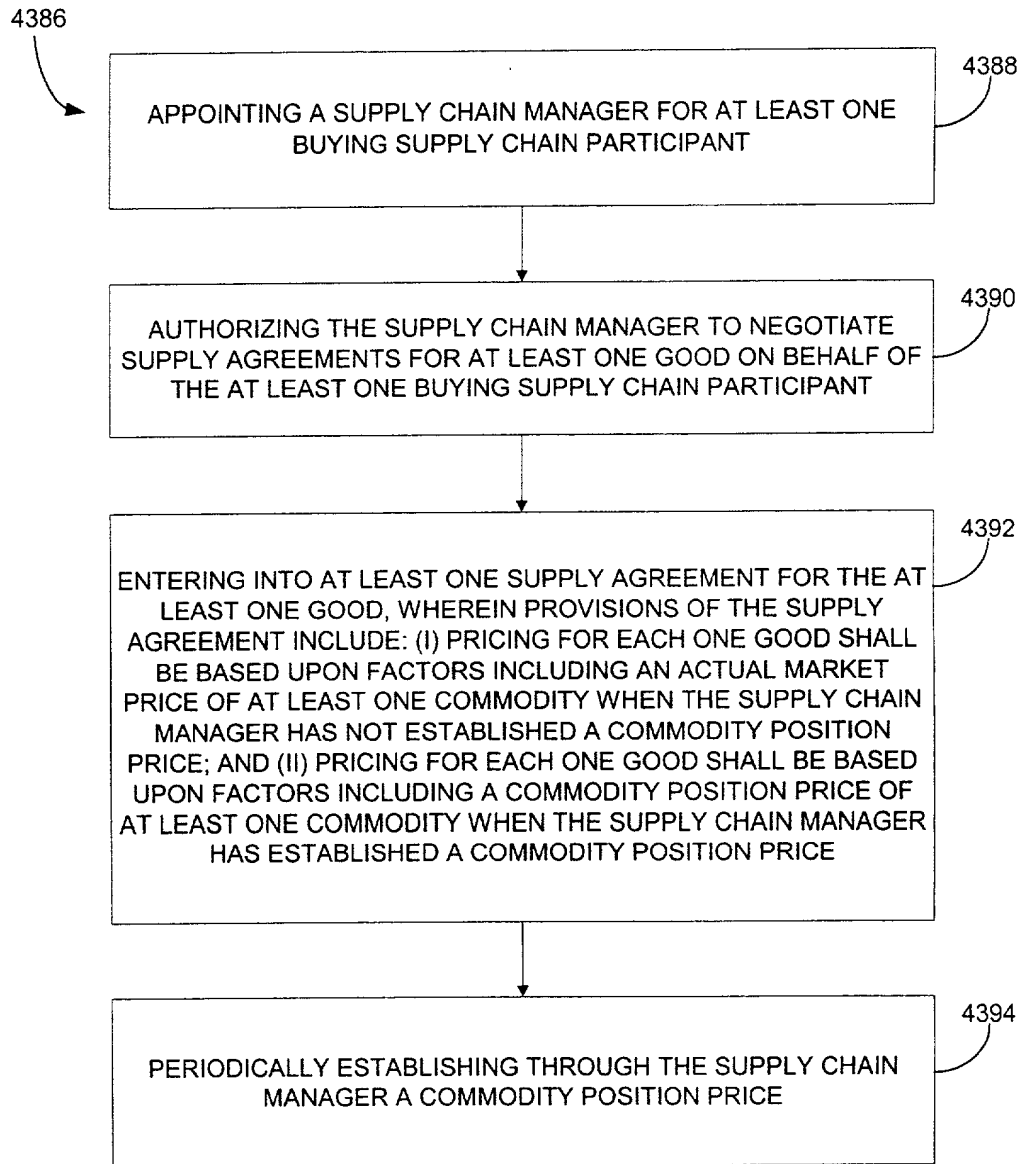 4386
4388
APPOINTING A SUPPLY CHAIN MANAGER FOR AT LEAST ONE
BUYING SUPPLY CHAIN PARTICIPANT
4390
AUTHORIZING THE SUPPLY CHAIN MANAGER TO NEGOTIATE
SUPPLY AGREEMENTS FOR AT LEAST ONE GOOD ON BEHALF OF
THE AT LEAST ONE BUYING SUPPLY CHAIN PARTICIPANT
4392
ENTERING INTO AT LEAST ONE SUPPLY AGREEMENT FOR THE AT
LEAST ONE GOOD, WHEREIN PROVISIONS OF THE SUPPLY
AGREEMENT INCLUDE: (I) PRICING FOR EACH ONE GOOD SHALL
BE BASED UPON FACTORS INCLUDING AN ACTUAL MARKET
PRICE OF AT LEAST ONE COMMODITY WHEN THE SUPPLY CHAIN
MANAGER HAS NOT ESTABLISHED A COMMODITY POSITION
PRICE; AND (II) PRICING FOR EACH ONE GOOD SHALL BE BASED
UPON FACTORS INCLUDING A COMMODITY POSITION PRICE OF
AT LEAST ONE COMMODITY WHEN THE SUPPLY CHAIN MANAGER
HAS ESTABLISHED A COMMODITY POSITION PRICE
4394
PERIODICALLY ESTABLISHING THROUGH THE SUPPLY CHAIN
MANAGER A COMMODITY POSITION PRICE